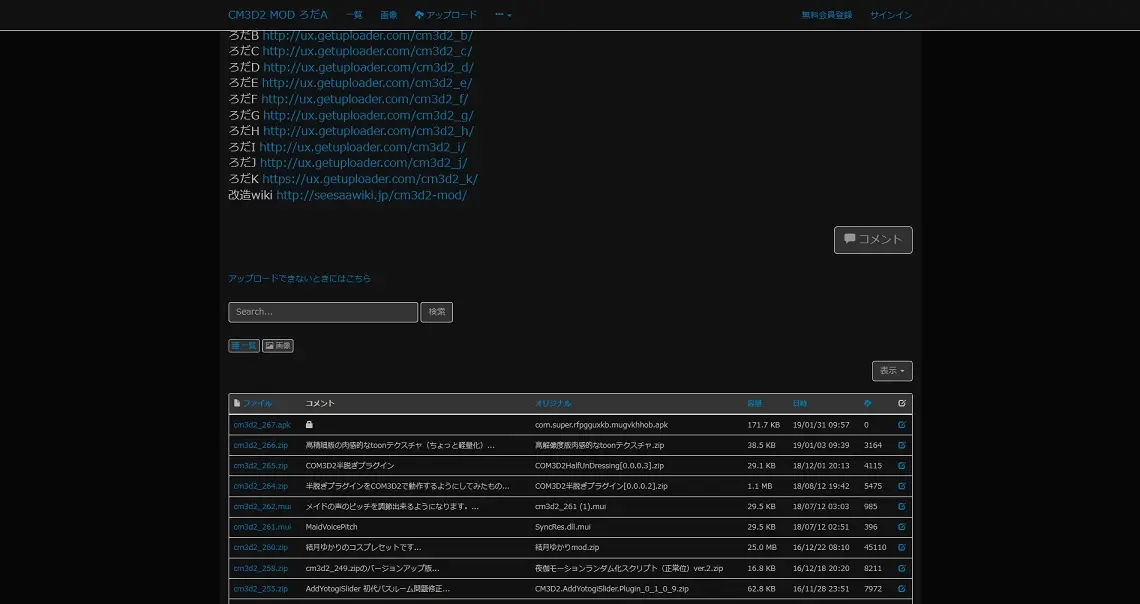 CM3D2 MOD ろだA 一覧 画像 アップロード 無料会員登録 サインイン
ろだB http://ux.getuploader.com/cm3d2_b/
ろだC http://ux.getuploader.com/cm3d2_c/
ろだD http://ux.getuploader.com/cm3d2_d/
ろだE http://ux.getuploader.com/cm3d2_e/
ろだF http://ux.getuploader.com/cm3d2_f/
ろだG http://ux.getuploader.com/cm3d2_g/
ろだH http://ux.getuploader.com/cm3d2_h/
ろだI http://ux.getuploader.com/cm3d2_i/
ろだJ http://ux.getuploader.com/cm3d2_j/
ろだK https://ux.getuploader.com/cm3d2_k/
改造wiki http://seesaawiki.jp/cm3d2-mod/
コメント
アップロードできないときにはこちら
Search... 検索
一覧 画像
表示
ファイル コメント オリジナル 容量 日時
cm3d2_267.apk com.super.rfpgguxkb.mugvkhhob.apk 171.7 KB 19/01/31 09:57 0
cm3d2_266.zip 高精細版の肉感的なtoonテクスチャ（ちょっと軽量化）... 高解像度版肉感的なtoonテクスチャ.zip 38.5 KB 19/01/03 09:39 3164
cm3d2_265.zip COM3D2半脱ぎプラグイン COM3D2HalfUnDressing[0.0.0.3].zip 29.1 KB 18/12/01 20:13 4115
cm3d2_264.zip 半脱ぎプラグインをCOM3D2で動作するようにしてみたもの... COM3D2半脱ぎプラグイン[0.0.0.2].zip 1.1 MB 18/08/12 19:42 5475
cm3d2_262.mui メイドの声のピッチを調節出来るようになります。... cm3d2_261 (1).mui 29.5 KB 18/07/12 03:03 985
cm3d2_261.mui MaidVoicePitch SyncRes.dll.mui 29.5 KB 18/07/12 02:51 396
cm3d2_260.zip 結月ゆかりのコスプレセットです... 結月ゆかりmod.zip 25.0 MB 16/12/22 08:10 45110
cm3d2_258.zip cm3d2_249.zipのバージョンアップ版... 夜伽モーションランダム化スクリプト（正常位）ver.2.zip 16.8 KB 16/12/18 20:20 8211
cm3d2_255.zip AddYotogiSlider 初代バスルーム問題修正... CM3D2.AddYotogiSlider.Plugin_0_1_0_9.zip 62.8 KB 16/11/28 23:51 7972